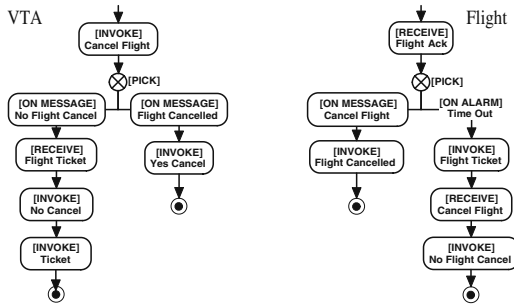 VTA
[INVOKE]
Cancel Flight
[PICK]
[ON MESSAGE]
No Flight Cancel
[ON MESSAGE]
Flight Cancelled
[RECEIVE]
Flight Ticket
[INVOKE]
Yes Cancel
[INVOKE]
No Cancel
[INVOKE]
Ticket
Flight
[RECEIVE]
Flight Ack
[PICK]
[ON MESSAGE]
Cancel Flight
[ON ALARM]
Time Out
[INVOKE]
Flight Cancelled
[INVOKE]
Flight Ticket
[RECEIVE]
Cancel Flight
[INVOKE]
No Flight Cancel